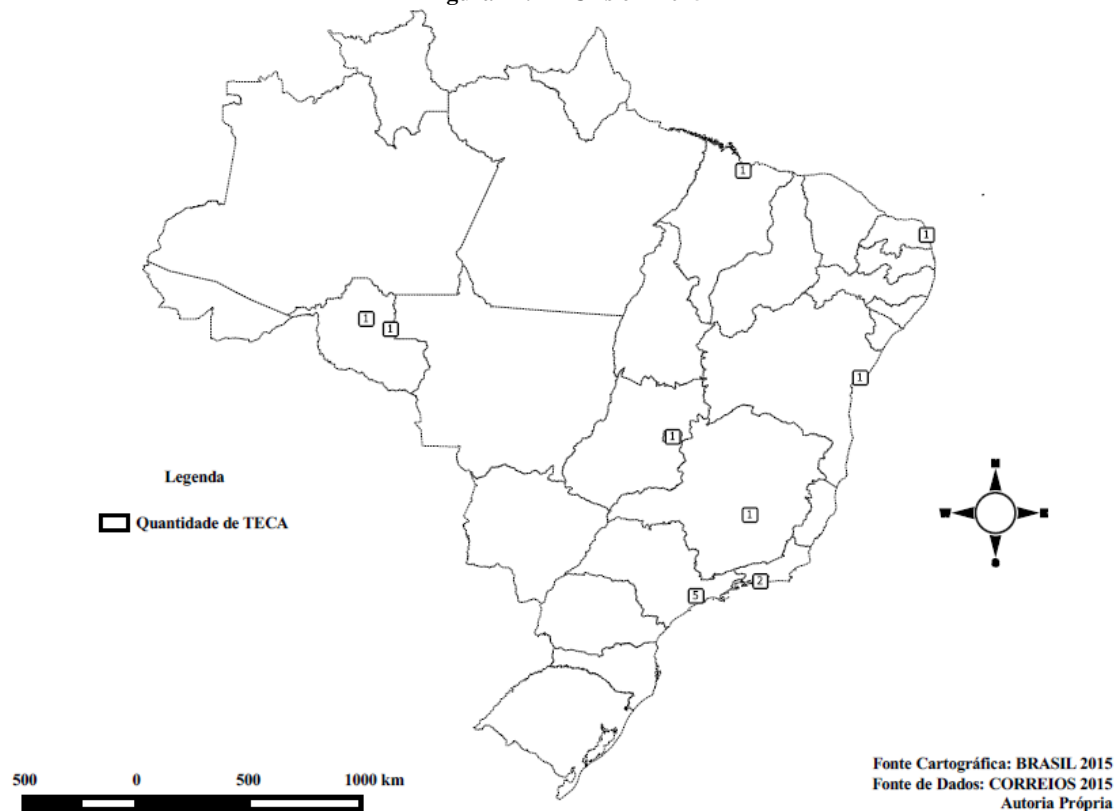 1
1
1
1
1
1
1
2
5
Legenda
Quantidade de TECA
500 0 500 1000 km
Fonte Cartográfica: BRASIL 2015
Fonte de Dados: CORREIOS 2015
Autoria Própria